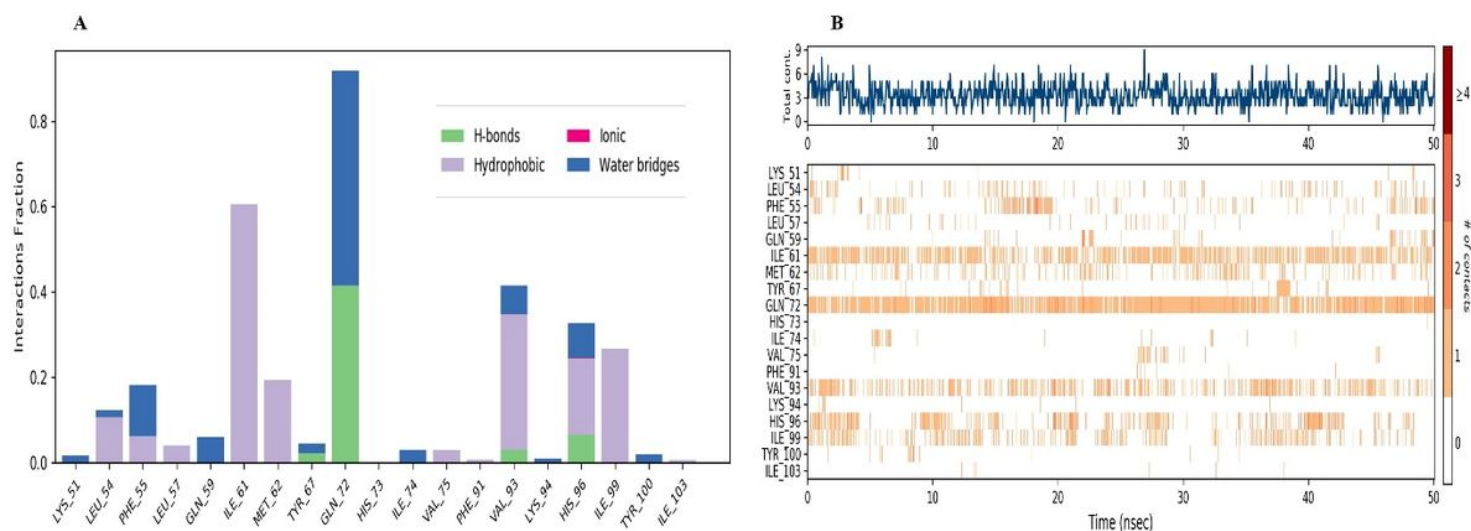 A
Interactions Fraction
0.8
0.6
0.4
0.2
0.0
H-bonds
Ionic
Hydrophobic
Water bridges
LYS_51
LEU_54
PHE_55
LEU_57
GLN_59
ILE_61
MET_62
TYR_67
GLN_72
HIS_73
ILE_74
VAL_75
PHE_91
VAL_93
LYS_94
HIS_96
ILE_99
TYR_100
ILE_103
B
Total cont.
9
6
3
0
0 10 20 30 40 50
LYS_51
LEU_54
PHE_55
LEU_57
GLN_59
ILE_61
MET_62
TYR_67
GLN_72
HIS_73
ILE_74
VAL_75
PHE_91
VAL_93
LYS_94
HIS_96
ILE_99
TYR_100
ILE_103
0 10 20 30 40 50
Time (nsec)
≥4
3
2
1
0
# of contacts